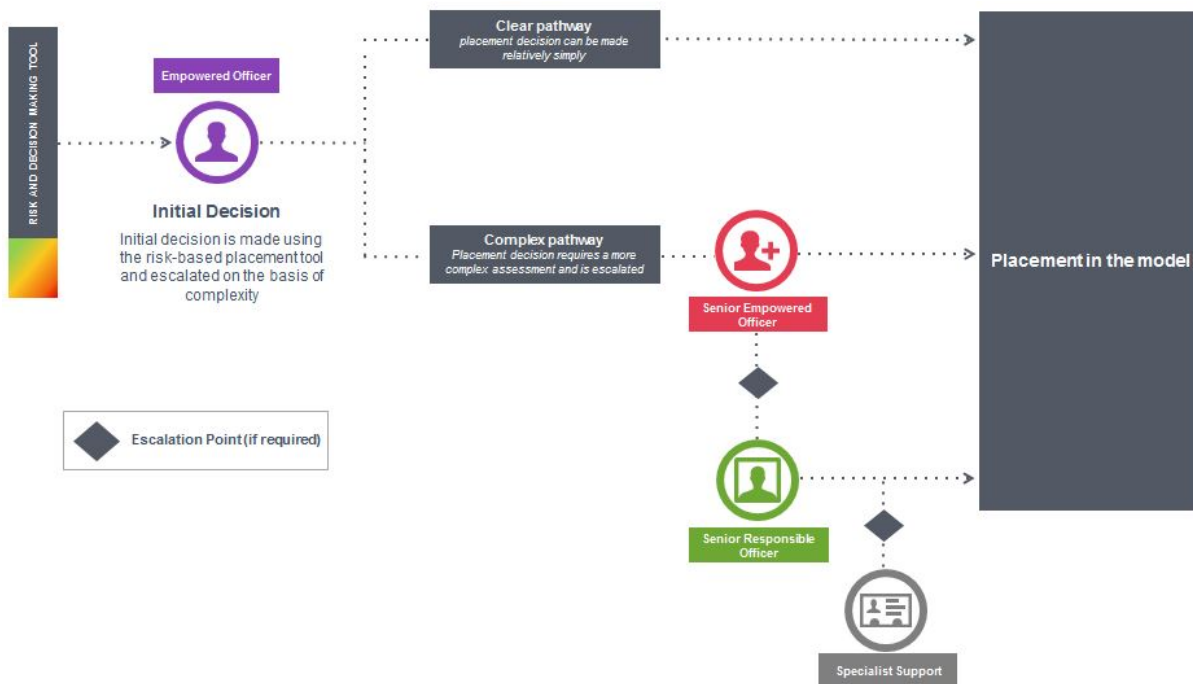 RISK AND DECISION MAKING TOOL
Empowered Officer
Initial Decision
Initial decision is made using
the risk-based placement tool
and escalated on the basis of
complexity
Clear pathway
placement decision can be made
relatively simply
Complex pathway
Placement decision requires a more
complex assessment and is escalated
Senior Empowered
Officer
Placement in the model
Escalation Point (if required)
Senior Responsible
Officer
Specialist Support